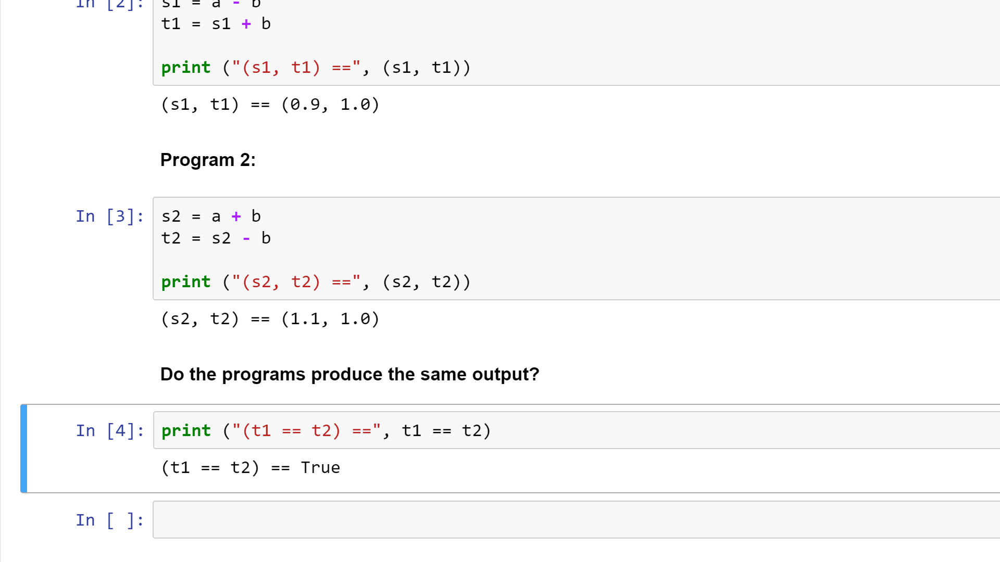 In [2]: s1 = a - b
t1 = s1 + b
print ("(s1, t1) ==", (s1, t1))
(s1, t1) == (0.9, 1.0)
Program 2:
In [3]: s2 = a + b
t2 = s2 - b
print ("(s2, t2) ==", (s2, t2))
(s2, t2) == (1.1, 1.0)
Do the programs produce the same output?
In [4]: print ("(t1 == t2) ==", t1 == t2)
(t1 == t2) == True
In [ ]: